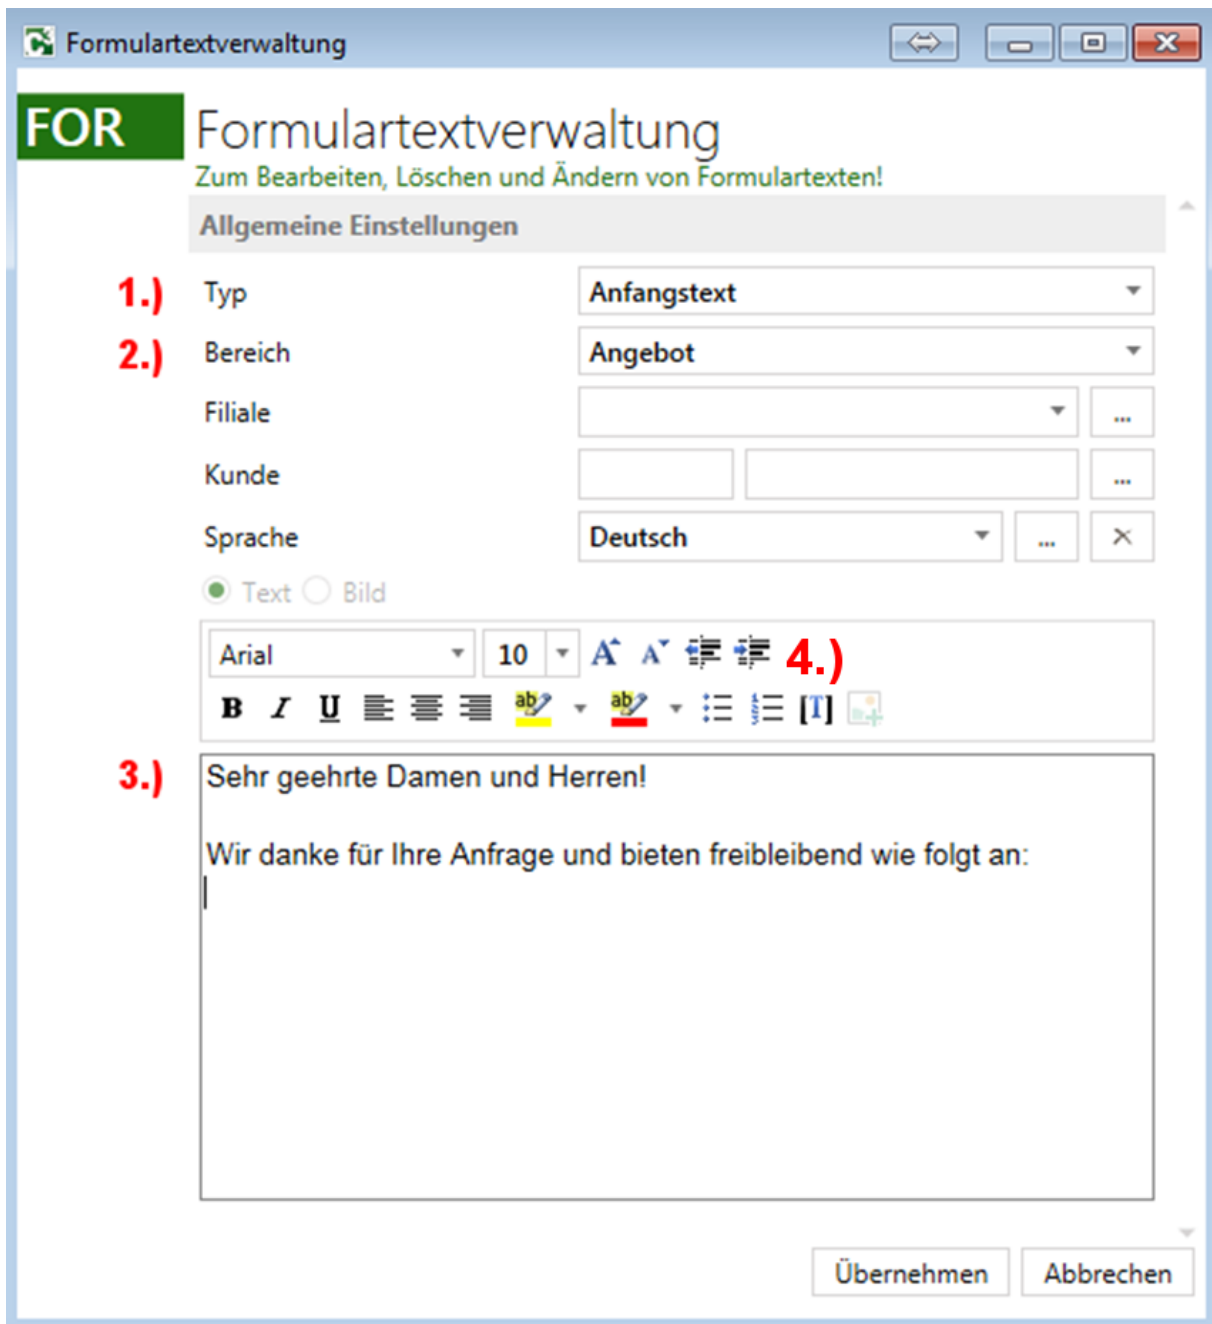 Formulartextverwaltung
FOR Formulartextverwaltung
Zum Bearbeiten, Löschen und Ändern von Formulartexten!
Allgemeine Einstellungen
1.) Typ Anfangstext
2.) Bereich Angebot
Filiale ...
Kunde ...
Sprache Deutsch ...
Text Bild
Arial 10 A A 4.)
B I U ab ab [T]
3.) Sehr geehrte Damen und Herren!
Wir danke für Ihre Anfrage und bieten freibleibend wie folgt an:
Übernehmen Abbrechen